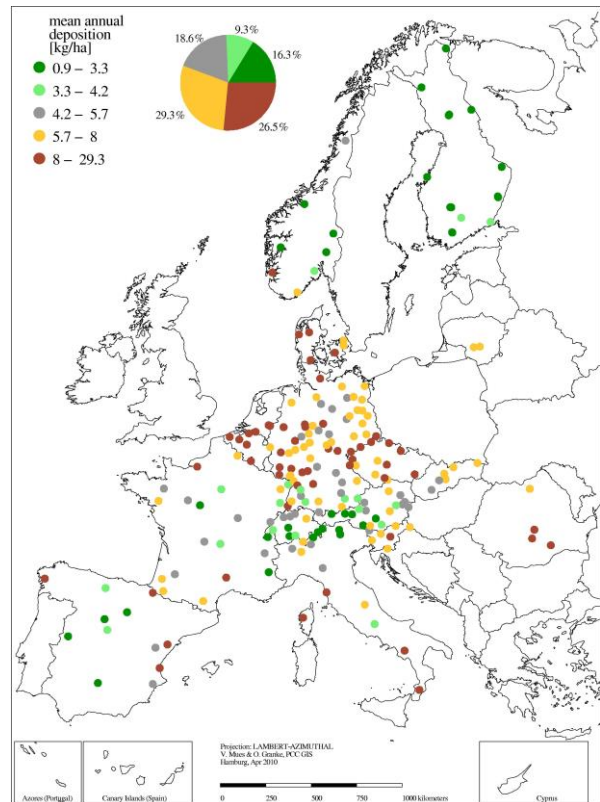 mean annual
deposition
[kg/ha]
0.9 – 3.3
3.3 – 4.2
4.2 – 5.7
5.7 – 8
8 – 29.3
9.3%
18.6%
16.3%
29.3%
26.5%
Projection: LAMBERT-AZIMUTHAL
V. Mues & O. Granke, PCC GIS
Hamburg, Apr 2010
0 250 500 750 1000 kilometers
Azores (Portugal)
Canary Islands (Spain)
Cyprus